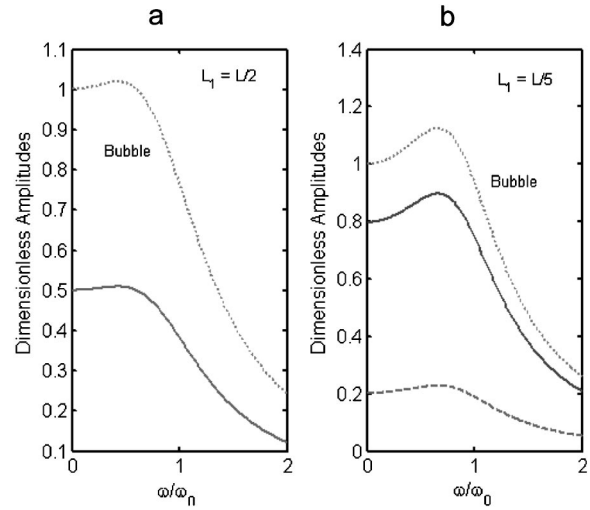 a
b
1.1
1
0.9
0.8
0.7
0.6
0.5
0.4
0.3
0.2
0.1
Dimensionless Amplitudes
L₁ = L/2
Bubble
0
1
2
ω/ω₀
1.4
1.2
1
0.8
0.6
0.4
0.2
0
Dimensionless Amplitudes
L₁ = L/5
Bubble
0
1
2
ω/ω₀